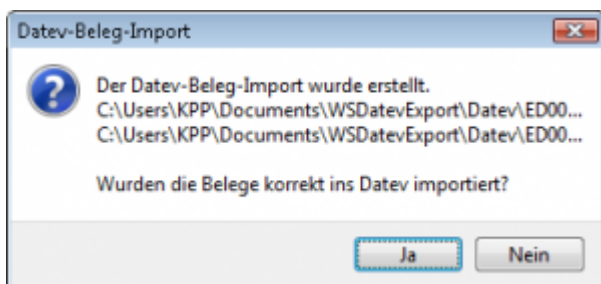 Datev-Beleg-Import
Der Datev-Beleg-Import wurde erstellt.
C:\Users\KPP\Documents\WSDatevExport\Datev\ED00...
C:\Users\KPP\Documents\WSDatevExport\Datev\ED00...
Wurden die Belege korrekt ins Datev importiert?
Ja
Nein